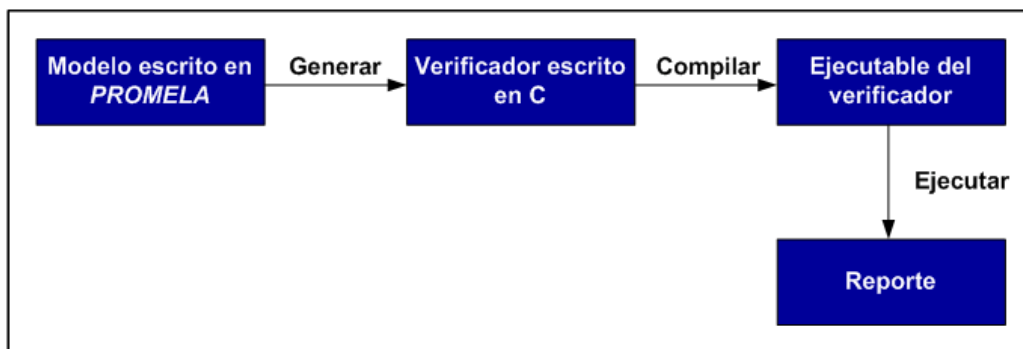 Modelo escrito en
PROMELA
Generar
Verificador escrito
en C
Compilar
Ejecutable del
verificador
Ejecutar
Reporte